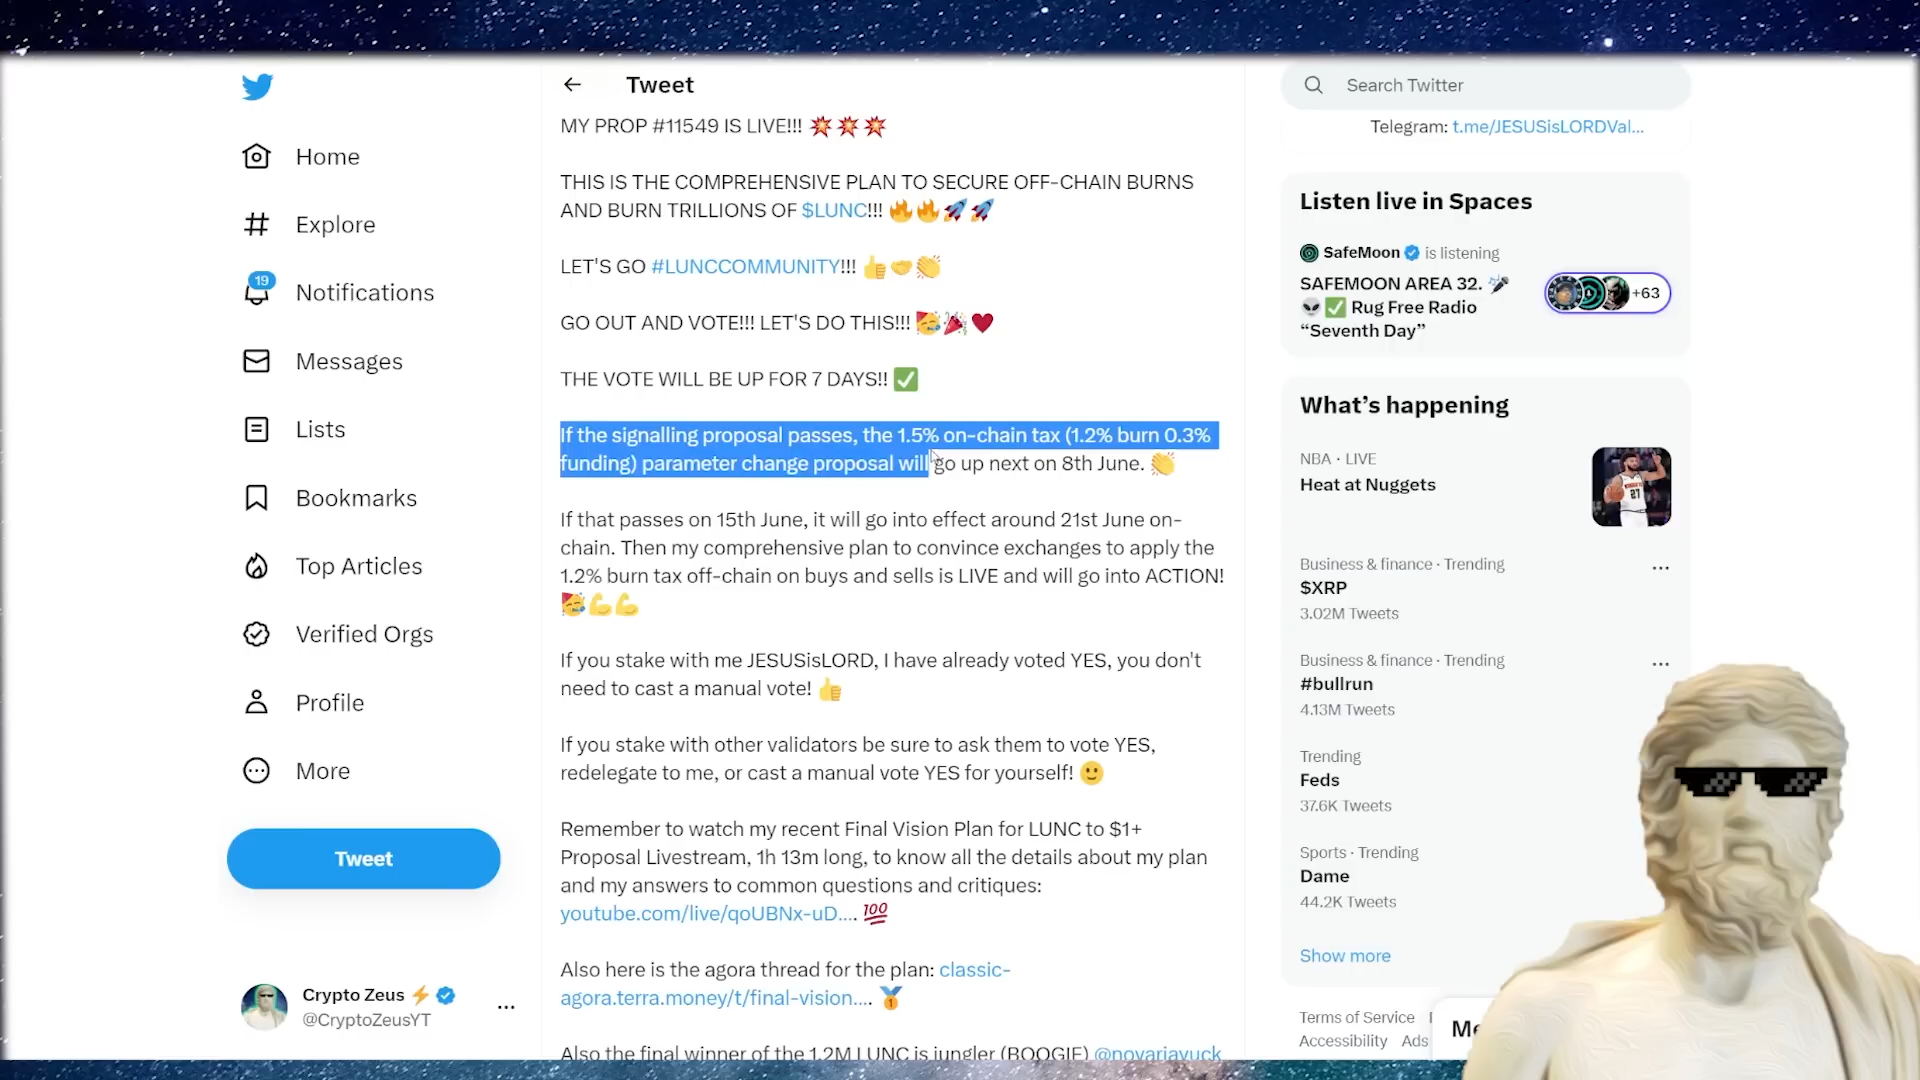 Home
Explore
19
Notifications
Messages
Lists
Bookmarks
Top Articles
Verified Orgs
Profile
More
Tweet
Crypto Zeus⚡
@CryptoZeusYT
Tweet
MY PROP #11549 IS LIVE!!! 💥💥💥
THIS IS THE COMPREHENSIVE PLAN TO SECURE OFF-CHAIN BURNS
AND BURN TRILLIONS OF $LUNC!!! 🔥🔥🚀🚀
LET'S GO #LUNCCOMMUNITY!!! 👍🤝👏
GO OUT AND VOTE!!! LET'S DO THIS!!! 🥳🎉♥
THE VOTE WILL BE UP FOR 7 DAYS!! ✅
If the signalling proposal passes, the 1.5% on-chain tax (1.2% burn 0.3%
funding) parameter change proposal will go up next on 8th June. 👏
If that passes on 15th June, it will go into effect around 21st June on-
chain. Then my comprehensive plan to convince exchanges to apply the
1.2% burn tax off-chain on buys and sells is LIVE and will go into ACTION!
🥳💪💪
If you stake with me JESUSisLORD, I have already voted YES, you don't
need to cast a manual vote! 👍
If you stake with other validators be sure to ask them to vote YES,
redelegate to me, or cast a manual vote YES for yourself! 🙂
Remember to watch my recent Final Vision Plan for LUNC to $1+
Proposal Livestream, 1h 13m long, to know all the details about my plan
and my answers to common questions and critiques:
youtube.com/live/qoUBNx-uD.... 💯
Also here is the agora thread for the plan: classic-
agora.terra.money/t/final-vision.... 🥇
Also the final winner of the 1.2M LUNC is jungler (BOOGIE) @novariavuck
Search Twitter
Telegram: t.me/JESUSisLORDVal...
Listen live in Spaces
SafeMoon is listening
SAFEMOON AREA 32. 🎤
👽✅ Rug Free Radio
“Seventh Day”
+63
What’s happening
NBA · LIVE
Heat at Nuggets
Business & finance · Trending
$XRP
3.02M Tweets
Business & finance · Trending
#bullrun
4.13M Tweets
Trending
Feds
37.6K Tweets
Sports · Trending
Dame
44.2K Tweets
Show more
Terms of Service
Accessibility Ads